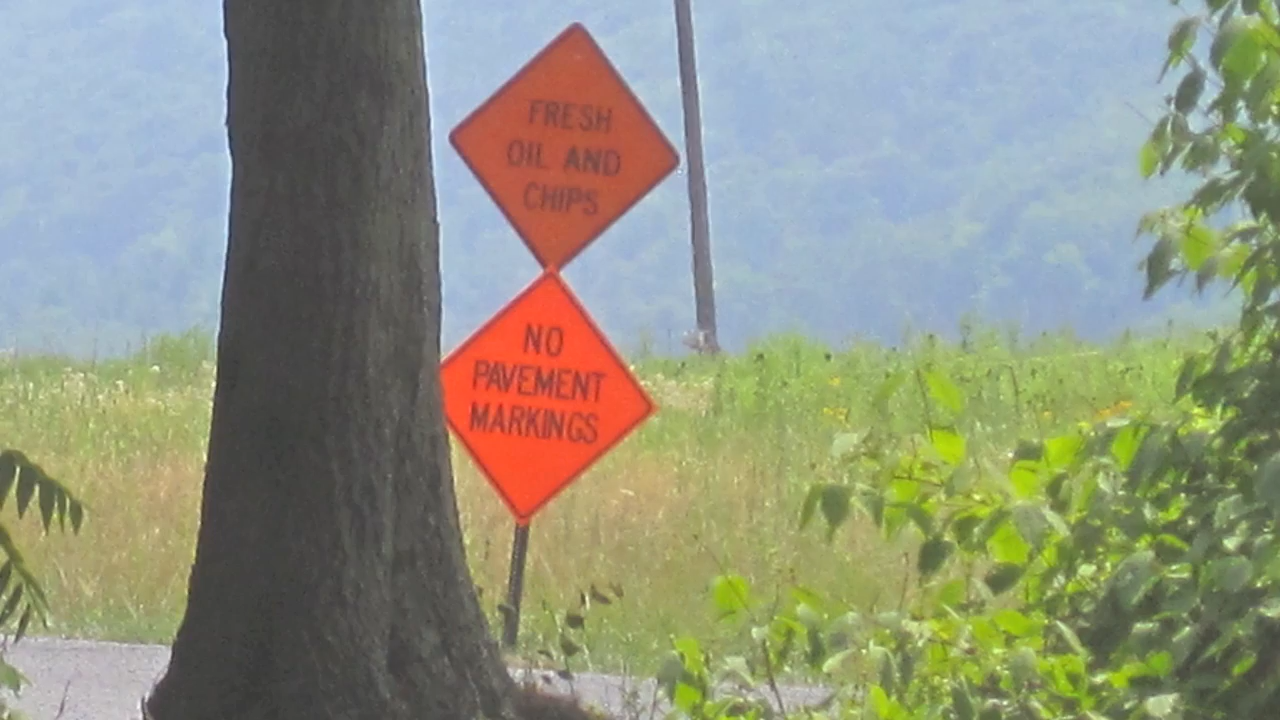 FRESH
OIL AND
CHIPS
NO
PAVEMENT
MARKINGS